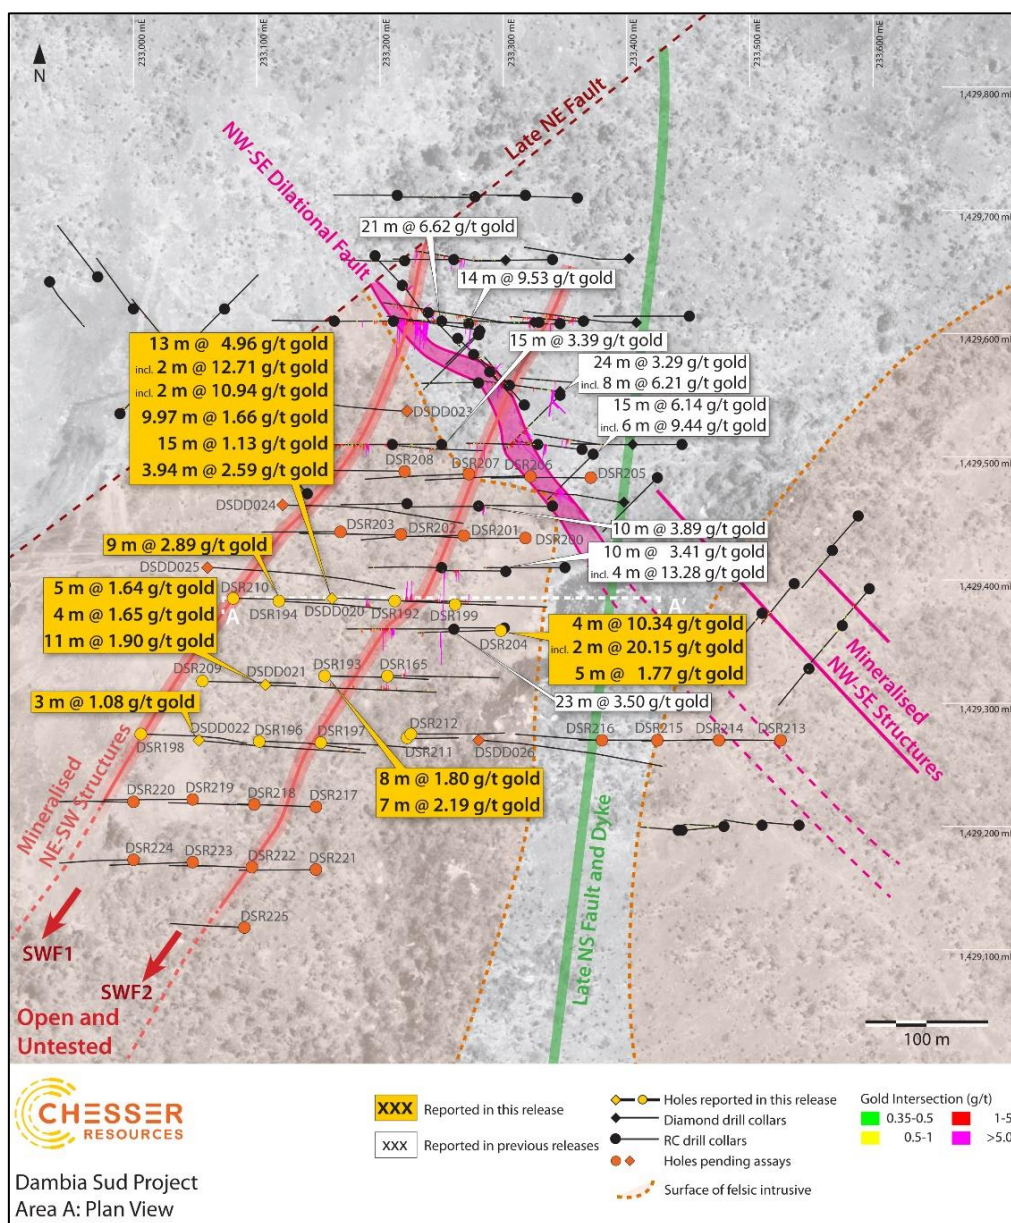 233,000 mE
233,100 mE
233,200 mE
233,300 mE
233,400 mE
233,500 mE
233,600 mE
N
1,429,800 mN
Late NE Fault
NW-SE Dilational Fault
1,429,700 mN
21 m @ 6.62 g/t gold
14 m @ 9.53 g/t gold
1,429,600 mN
13 m @ 4.96 g/t gold
incl. 2 m @ 12.71 g/t gold
incl. 2 m @ 10.94 g/t gold
9.97 m @ 1.66 g/t gold
15 m @ 1.13 g/t gold
3.94 m @ 2.59 g/t gold
15 m @ 3.39 g/t gold
24 m @ 3.29 g/t gold
incl. 8 m @ 6.21 g/t gold
15 m @ 6.14 g/t gold
incl. 6 m @ 9.44 g/t gold
DSDD023
1,429,500 mN
DSR208
DSR207
DSR206
DSR205
DSDD024
DSR203
DSR202
DSR201
DSR200
10 m @ 3.89 g/t gold
9 m @ 2.89 g/t gold
10 m @ 3.41 g/t gold
incl. 4 m @ 13.28 g/t gold
DSDD025
1,429,400 mN
5 m @ 1.64 g/t gold
4 m @ 1.65 g/t gold
11 m @ 1.90 g/t gold
DSR210
A
DSR194
DSDD020
DSR192
DSR199
A'
DSR204
4 m @ 10.34 g/t gold
incl. 2 m @ 20.15 g/t gold
5 m @ 1.77 g/t gold
DSR209
DSDD021
DSR193
DSR165
23 m @ 3.50 g/t gold
3 m @ 1.08 g/t gold
1,429,300 mN
DSR198
DSDD022
DSR196
DSR197
DSR212
DSR211
DSDD026
DSR216
DSR215
DSR214
DSR213
Mineralised
NW-SE Structures
8 m @ 1.80 g/t gold
7 m @ 2.19 g/t gold
Mineralised
NE-SW Structures
DSR220
DSR219
DSR218
DSR217
1,429,200 mN
DSR224
DSR223
DSR222
DSR221
DSR225
Late NS Fault and Dyke
1,429,100 mN
SWF1
SWF2
Open and
Untested
100 m
CHESSER
RESOURCES
Dambia Sud Project
Area A: Plan View
XXX Reported in this release
XXX Reported in previous releases
Holes reported in this release
Diamond drill collars
RC drill collars
Holes pending assays
Surface of felsic intrusive
Gold Intersection (g/t)
0.35-0.5
1-5
0.5-1
>5.0